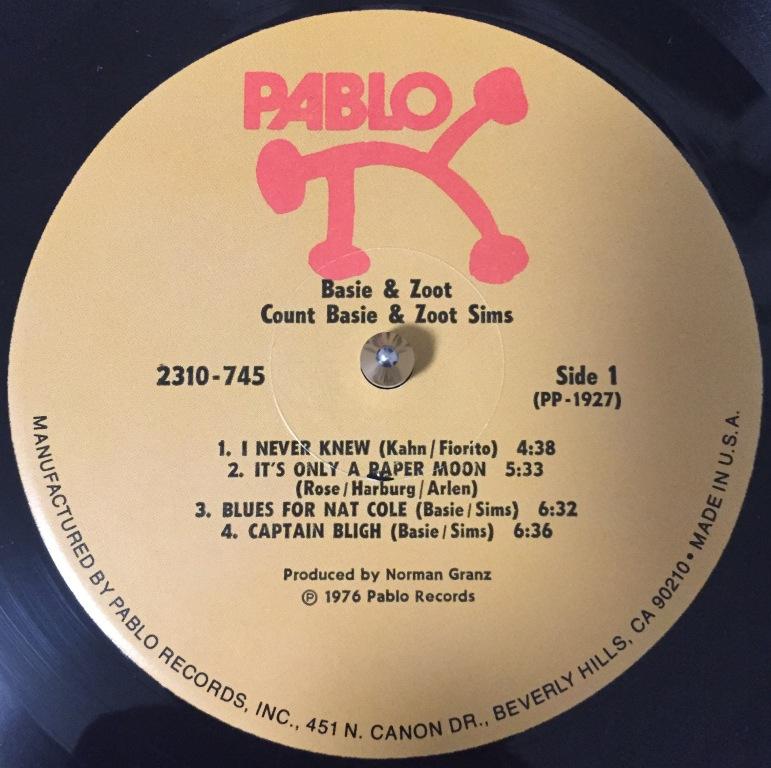 PABLO
Basie & Zoot
Count Basie & Zoot Sims
2310-745
Side 1
(PP-1927)
1. I NEVER KNEW (Kahn/Fiorito) 4:38
2. IT'S ONLY A PAPER MOON 5:33
(Rose/Harburg/Arlen)
3. BLUES FOR NAT COLE (Basie/Sims) 6:32
4. CAPTAIN BLIGH (Basie/Sims) 6:36
Produced by Norman Granz
℗ 1976 Pablo Records
MANUFACTURED BY PABLO RECORDS, INC., 451 N. CANON DR., BEVERLY HILLS, CA 90210 • MADE IN U.S.A.